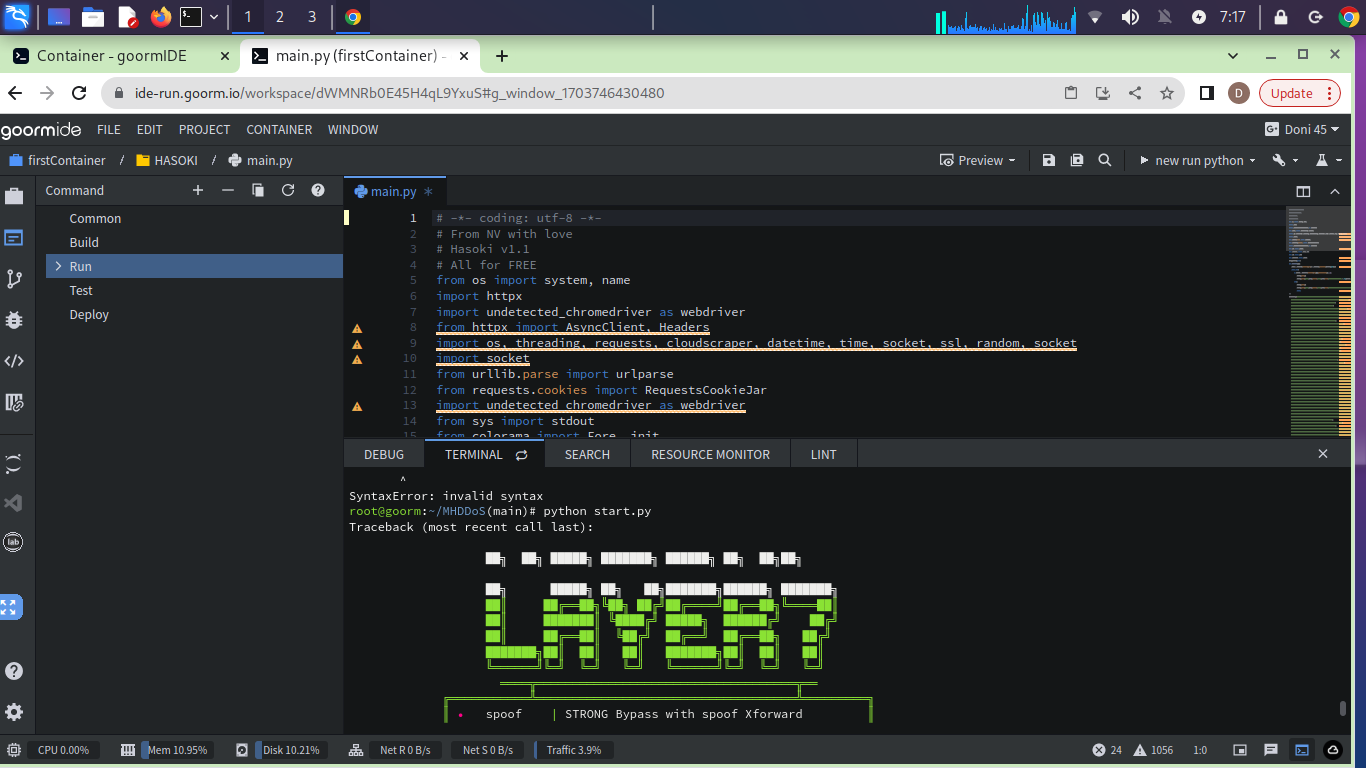 1 2 3 7:17
Container - goormIDE
main.py (firstContainer) -
ide-run.goorm.io/workspace/dWMNRb0E45H4qL9YxuS#g_window_1703746430480
D
Update
goormide FILE EDIT PROJECT CONTAINER WINDOW
Doni 45
firstContainer / HASOKI / main.py
Preview
new run python
Command
Common
Build
Run
Test
Deploy
main.py *
1 # -*- coding: utf-8 -*-
2 # From NV with love
3 # Hasoki v1.1
4 # All for FREE
5 from os import system, name
6 import httpx
7 import undetected_chromedriver as webdriver
8 from httpx import AsyncClient, Headers
9 import os, threading, requests, cloudscraper, datetime, time, socket, ssl, random, socket
10 import socket
11 from urllib.parse import urlparse
12 from requests.cookies import RequestsCookieJar
13 import undetected_chromedriver as webdriver
14 from sys import stdout
15 from colorama import Fore, init
DEBUG TERMINAL SEARCH RESOURCE MONITOR LINT
^
SyntaxError: invalid syntax
root@goorm:~/MHDDoS(main)# python start.py
Traceback (most recent call last):
LAYER7
• spoof | STRONG Bypass with spoof Xforward
lab
CPU 0.00% Mem 10.95% Disk 10.21% Net R 0 B/s Net S 0 B/s Traffic 3.9%
24 1056 1:0